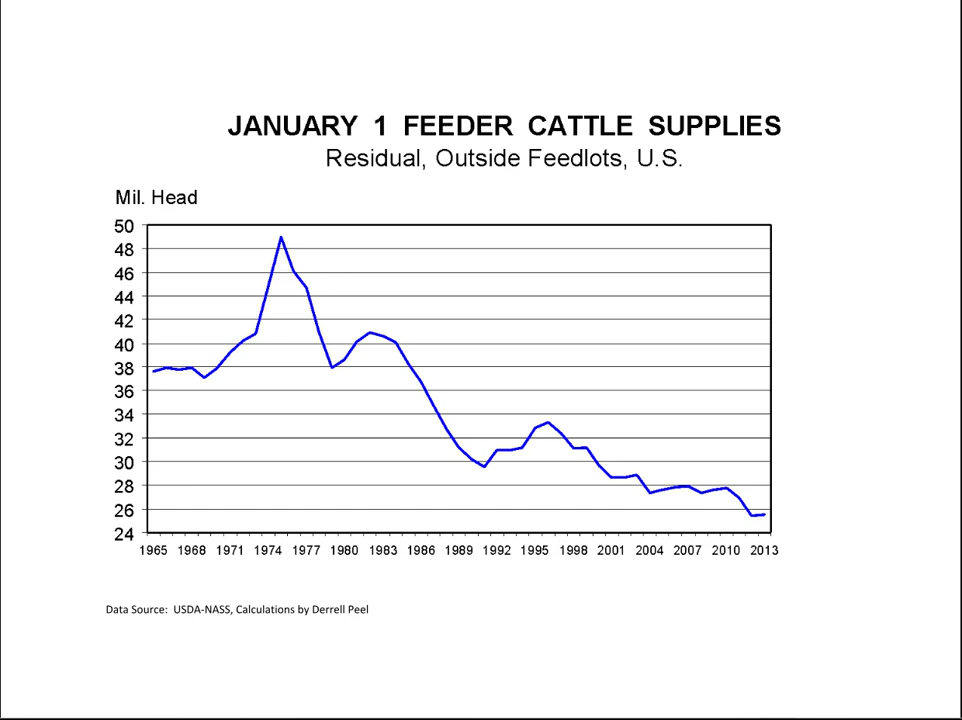 JANUARY 1 FEEDER CATTLE SUPPLIES
Residual, Outside Feedlots, U.S.
Mil. Head
50
48
46
44
42
40
38
36
34
32
30
28
26
24
1965 1968 1971 1974 1977 1980 1983 1986 1989 1992 1995 1998 2001 2004 2007 2010 2013
Data Source: USDA-NASS, Calculations by Derrell Peel